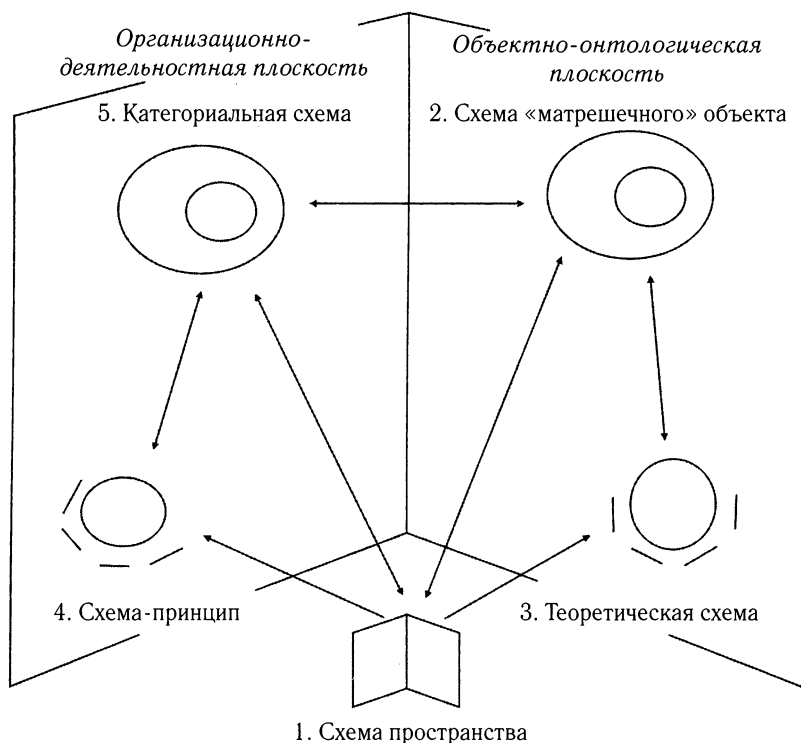 Организационно-
деятельностная плоскость
Объектно-онтологическая
плоскость
5. Категориальная схема
2. Схема «матрешечного» объекта
4. Схема-принцип
3. Теоретическая схема
1. Схема пространства